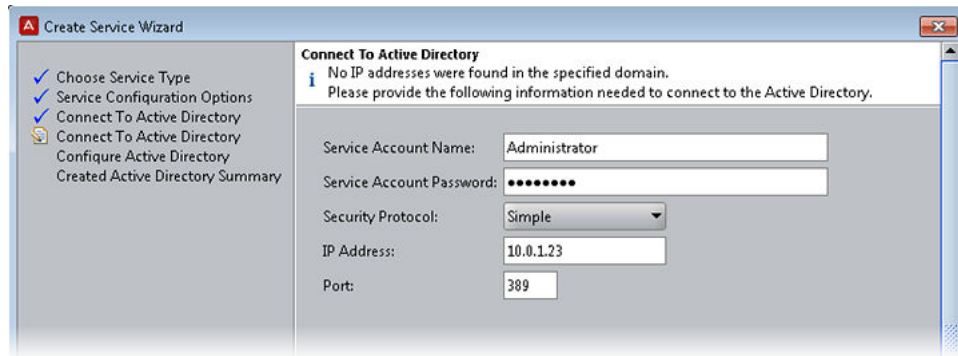 A Create Service Wizard
Choose Service Type
Service Configuration Options
Connect To Active Directory
Connect To Active Directory
Configure Active Directory
Created Active Directory Summary
Connect To Active Directory
i No IP addresses were found in the specified domain.
Please provide the following information needed to connect to the Active Directory.
Service Account Name: Administrator
Service Account Password: ••••••••
Security Protocol: Simple
IP Address: 10.0.1.23
Port: 389